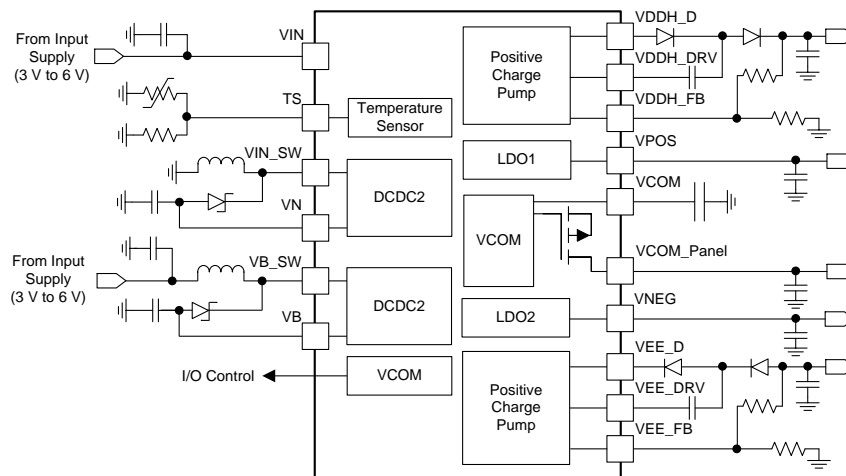 From Input
Supply
(3 V to 6 V)
VIN
TS
Temperature
Sensor
VIN_SW
VN
DCDC2
From Input
Supply
(3 V to 6 V)
VB_SW
VB
DCDC2
I/O Control
VCOM
Positive
Charge
Pump
VDDH_D
VDDH_DRV
VDDH_FB
LDO1
VPOS
VCOM
VCOM
VCOM_Panel
LDO2
VNEG
Positive
Charge
Pump
VEE_D
VEE_DRV
VEE_FB